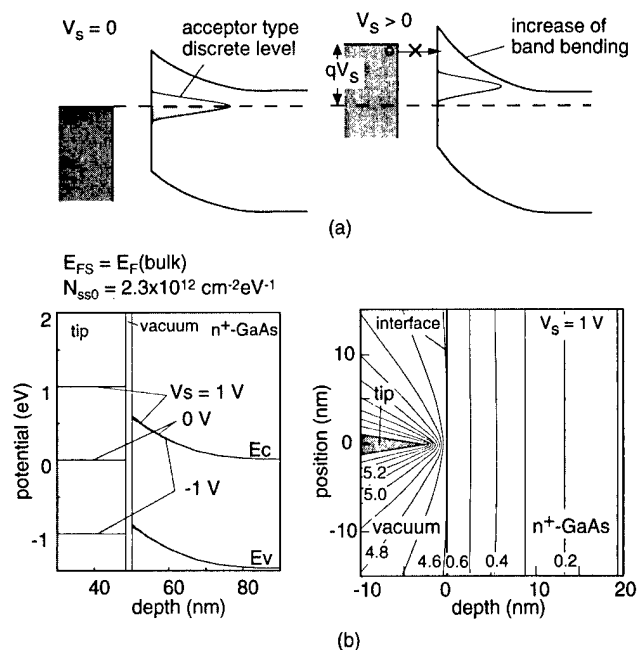 V_S = 0
acceptor type
discrete level
V_S > 0
increase of
band bending
qV_S
(a)
E_FS = E_F(bulk)
N_ss0 = 2.3x10^12 cm^-2eV^-1
2
1
0
-1
potential (eV)
tip
vacuum
n^+-GaAs
V_S = 1 V
0 V
-1 V
Ec
Ev
40
60
80
depth (nm)
10
0
-10
position (nm)
interface
V_S = 1 V
tip
5.2
5.0
4.8
vacuum
n^+-GaAs
4.6
0.6
0.4
0.2
-10
0
10
20
depth (nm)
(b)